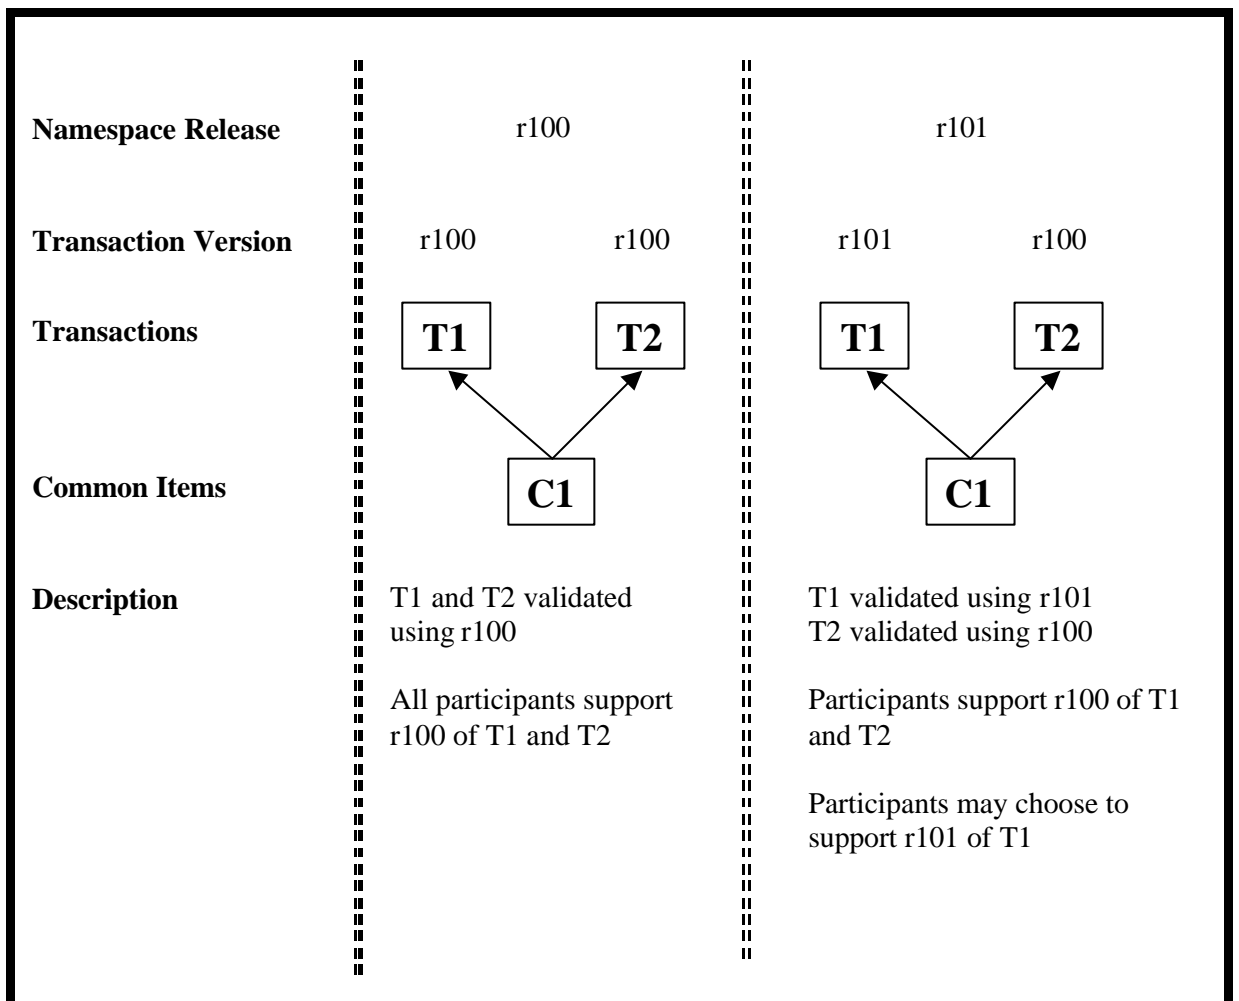 Namespace Release r100 r101
Transaction Version r100 r100 r101 r100
Transactions T1 T2 T1 T2
Common Items C1 C1
Description
T1 and T2 validated
using r100
All participants support
r100 of T1 and T2
T1 validated using r101
T2 validated using r100
Participants support r100 of T1
and T2
Participants may choose to
support r101 of T1